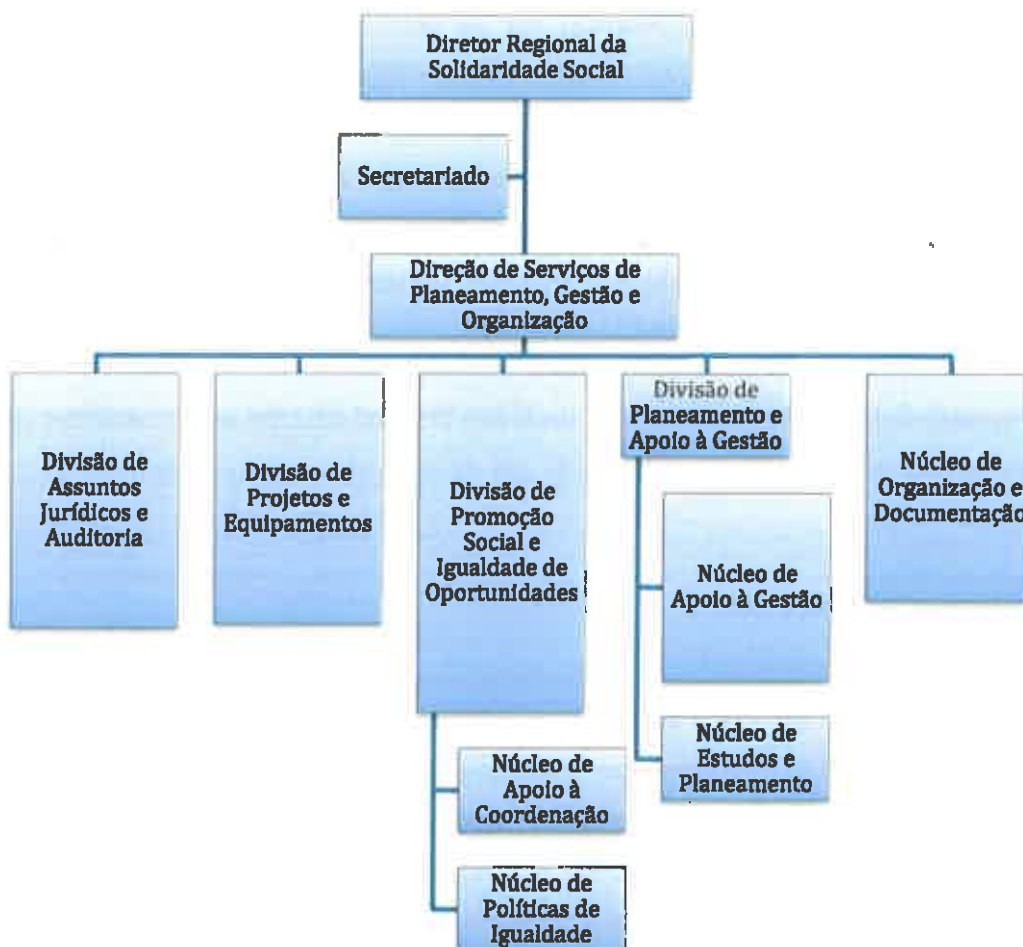 Diretor Regional da
Solidaridade Social
Secretariado
Direção de Serviços de
Planeamento, Gestão e
Organização
Divisão de
Assuntos
Jurídicos e
Auditoria
Divisão de
Projetos e
Equipamentos
Divisão de
Promoção
Social e
Igualdade de
Oportunidades
Divisão de
Planeamento e
Apoio à Gestão
Núcleo de
Organização e
Documentação
Núcleo de
Apoio à Gestão
Núcleo de
Estudos e
Planeamento
Núcleo de
Apoio à
Coordenação
Núcleo de
Políticas de
Igualdade